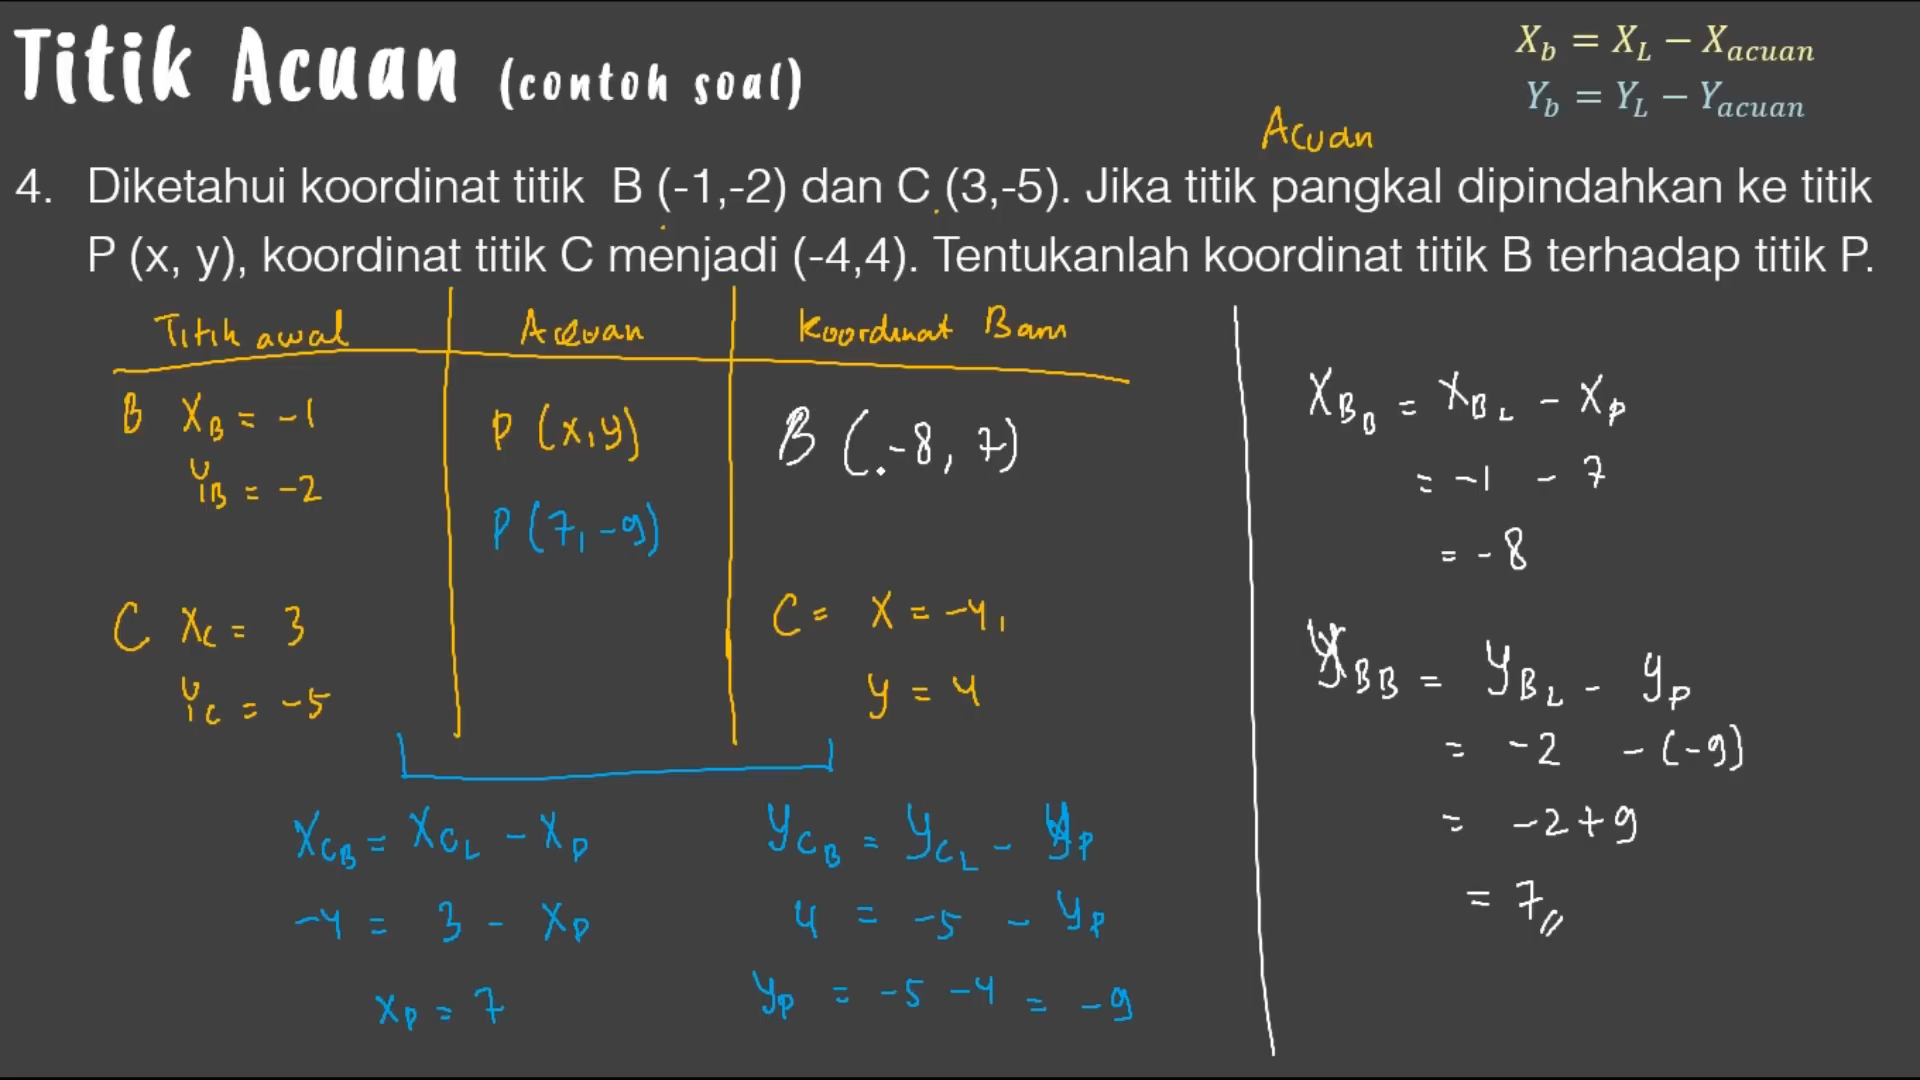 Titik Acuan (contoh soal)
X_b = X_L − X_acuan
Y_b = Y_L − Y_acuan
Acuan
4. Diketahui koordinat titik B (-1,-2) dan C (3,-5). Jika titik pangkal dipindahkan ke titik
P (x, y), koordinat titik C menjadi (-4,4). Tentukanlah koordinat titik B terhadap titik P.
Titik awal
B X_B = -1
Y_B = -2
C X_C = 3
Y_C = -5
Acuan
P (x,y)
P (7, -9)
Koordinat Baru
B (-8, 7)
C = X = -4,
y = 4
X_CB = X_CL - X_P
-4 = 3 - X_P
X_P = 7
y_CB = y_CL - y_P
4 = -5 - y_P
y_P = -5 -4 = -9
X_BB = X_BL - X_P
= -1 - 7
= -8
y_BB = y_BL - y_P
= -2 -(-9)
= -2+9
= 7//